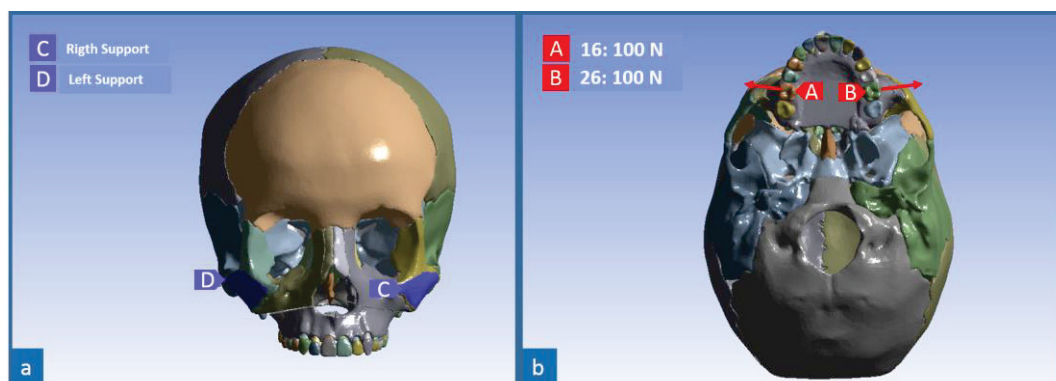 C Rigth Support
D Left Support
D
C
a
A 16: 100 N
B 26: 100 N
A B
b